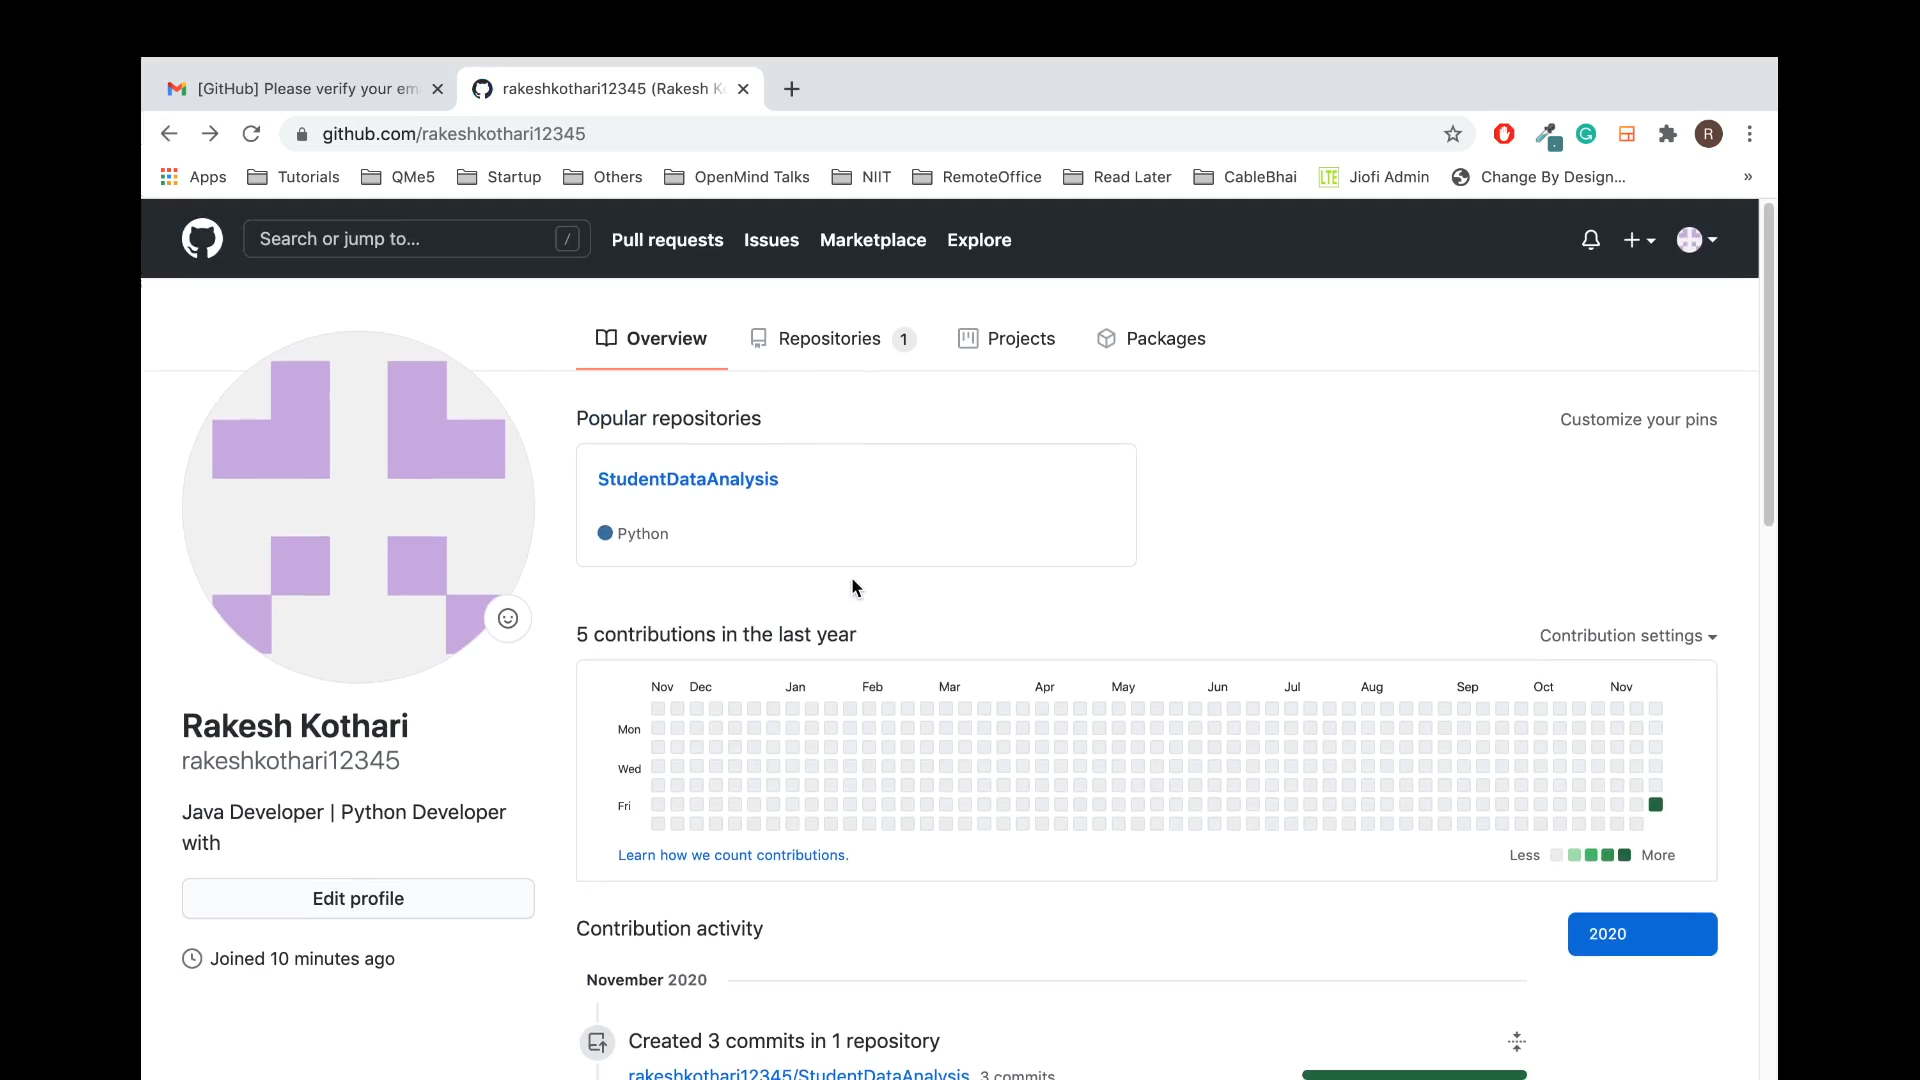 [GitHub] Please verify your em
rakeshkothari12345 (Rakesh K
github.com/rakeshkothari12345
R
Apps
Tutorials
QMe5
Startup
Others
OpenMind Talks
NIIT
RemoteOffice
Read Later
CableBhai
LTE
Jiofi Admin
Change By Design...
»
Search or jump to...
/
Pull requests
Issues
Marketplace
Explore
Overview
Repositories 1
Projects
Packages
Popular repositories
Customize your pins
StudentDataAnalysis
Python
5 contributions in the last year
Contribution settings
Nov Dec Jan Feb Mar Apr May Jun Jul Aug Sep Oct Nov
Mon
Wed
Fri
Learn how we count contributions.
Less
More
Rakesh Kothari
rakeshkothari12345
Java Developer | Python Developer
with
Edit profile
Joined 10 minutes ago
Contribution activity
2020
November 2020
Created 3 commits in 1 repository
rakeshkothari12345/StudentDataAnalysis 3 commits